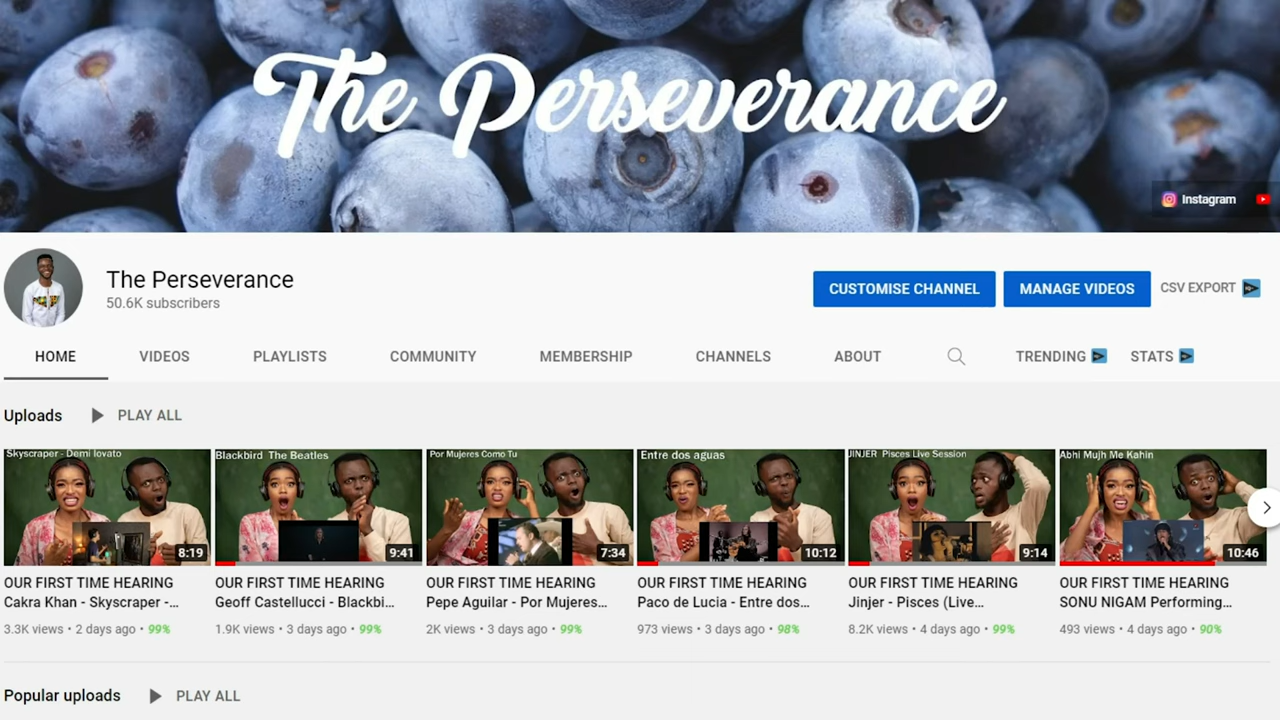 The Perseverance
Instagram
The Perseverance
50.6K subscribers
CUSTOMISE CHANNEL
MANAGE VIDEOS
CSV EXPORT
HOME
VIDEOS
PLAYLISTS
COMMUNITY
MEMBERSHIP
CHANNELS
ABOUT
TRENDING
STATS
Uploads
PLAY ALL
Skyscraper - Demi lovato
8:19
OUR FIRST TIME HEARING
Cakra Khan - Skyscraper -...
3.3K views • 2 days ago • 99%
Blackbird The Beatles
9:41
OUR FIRST TIME HEARING
Geoff Castellucci - Blackbi...
1.9K views • 3 days ago • 99%
Por Mujeres Como Tu
7:34
OUR FIRST TIME HEARING
Pepe Aguilar - Por Mujeres...
2K views • 3 days ago • 99%
Entre dos aguas
10:12
OUR FIRST TIME HEARING
Paco de Lucia - Entre dos...
973 views • 3 days ago • 98%
JINJER Pisces Live Session
9:14
OUR FIRST TIME HEARING
Jinjer - Pisces (Live...
8.2K views • 4 days ago • 99%
Abhi Mujh Me Kahin
10:46
OUR FIRST TIME HEARING
SONU NIGAM Performing...
493 views • 4 days ago • 90%
Popular uploads
PLAY ALL